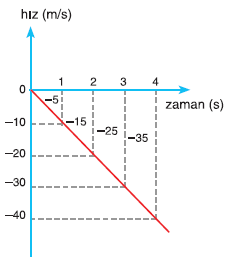 hız (m/s)
0 1 2 3 4
zaman (s)
–5
–10 –15
–25
–35
–20
–30
–40